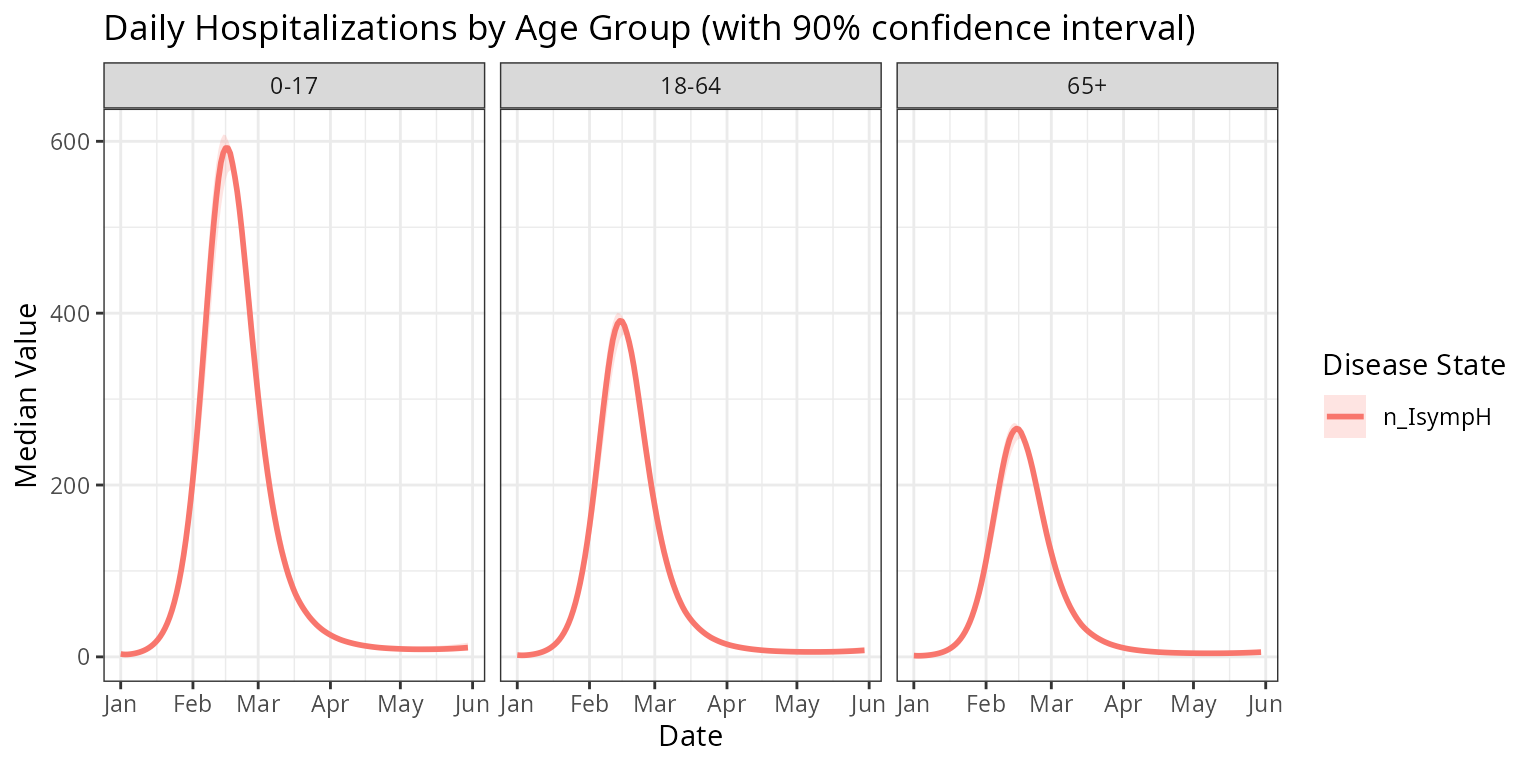 Daily Hospitalizations by Age Group (with 90% confidence interval)
0-17
18-64
65+
600
400
200
0
Median Value
Jan Feb Mar Apr May Jun
Jan Feb Mar Apr May Jun
Jan Feb Mar Apr May Jun
Date
Disease State
n_IsympH